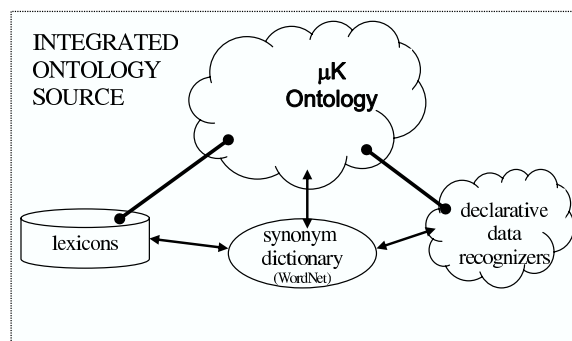 INTEGRATED
ONTOLOGY
SOURCE
μK
Ontology
lexicons
synonym
dictionary
(WordNet)
declarative
data
recognizers